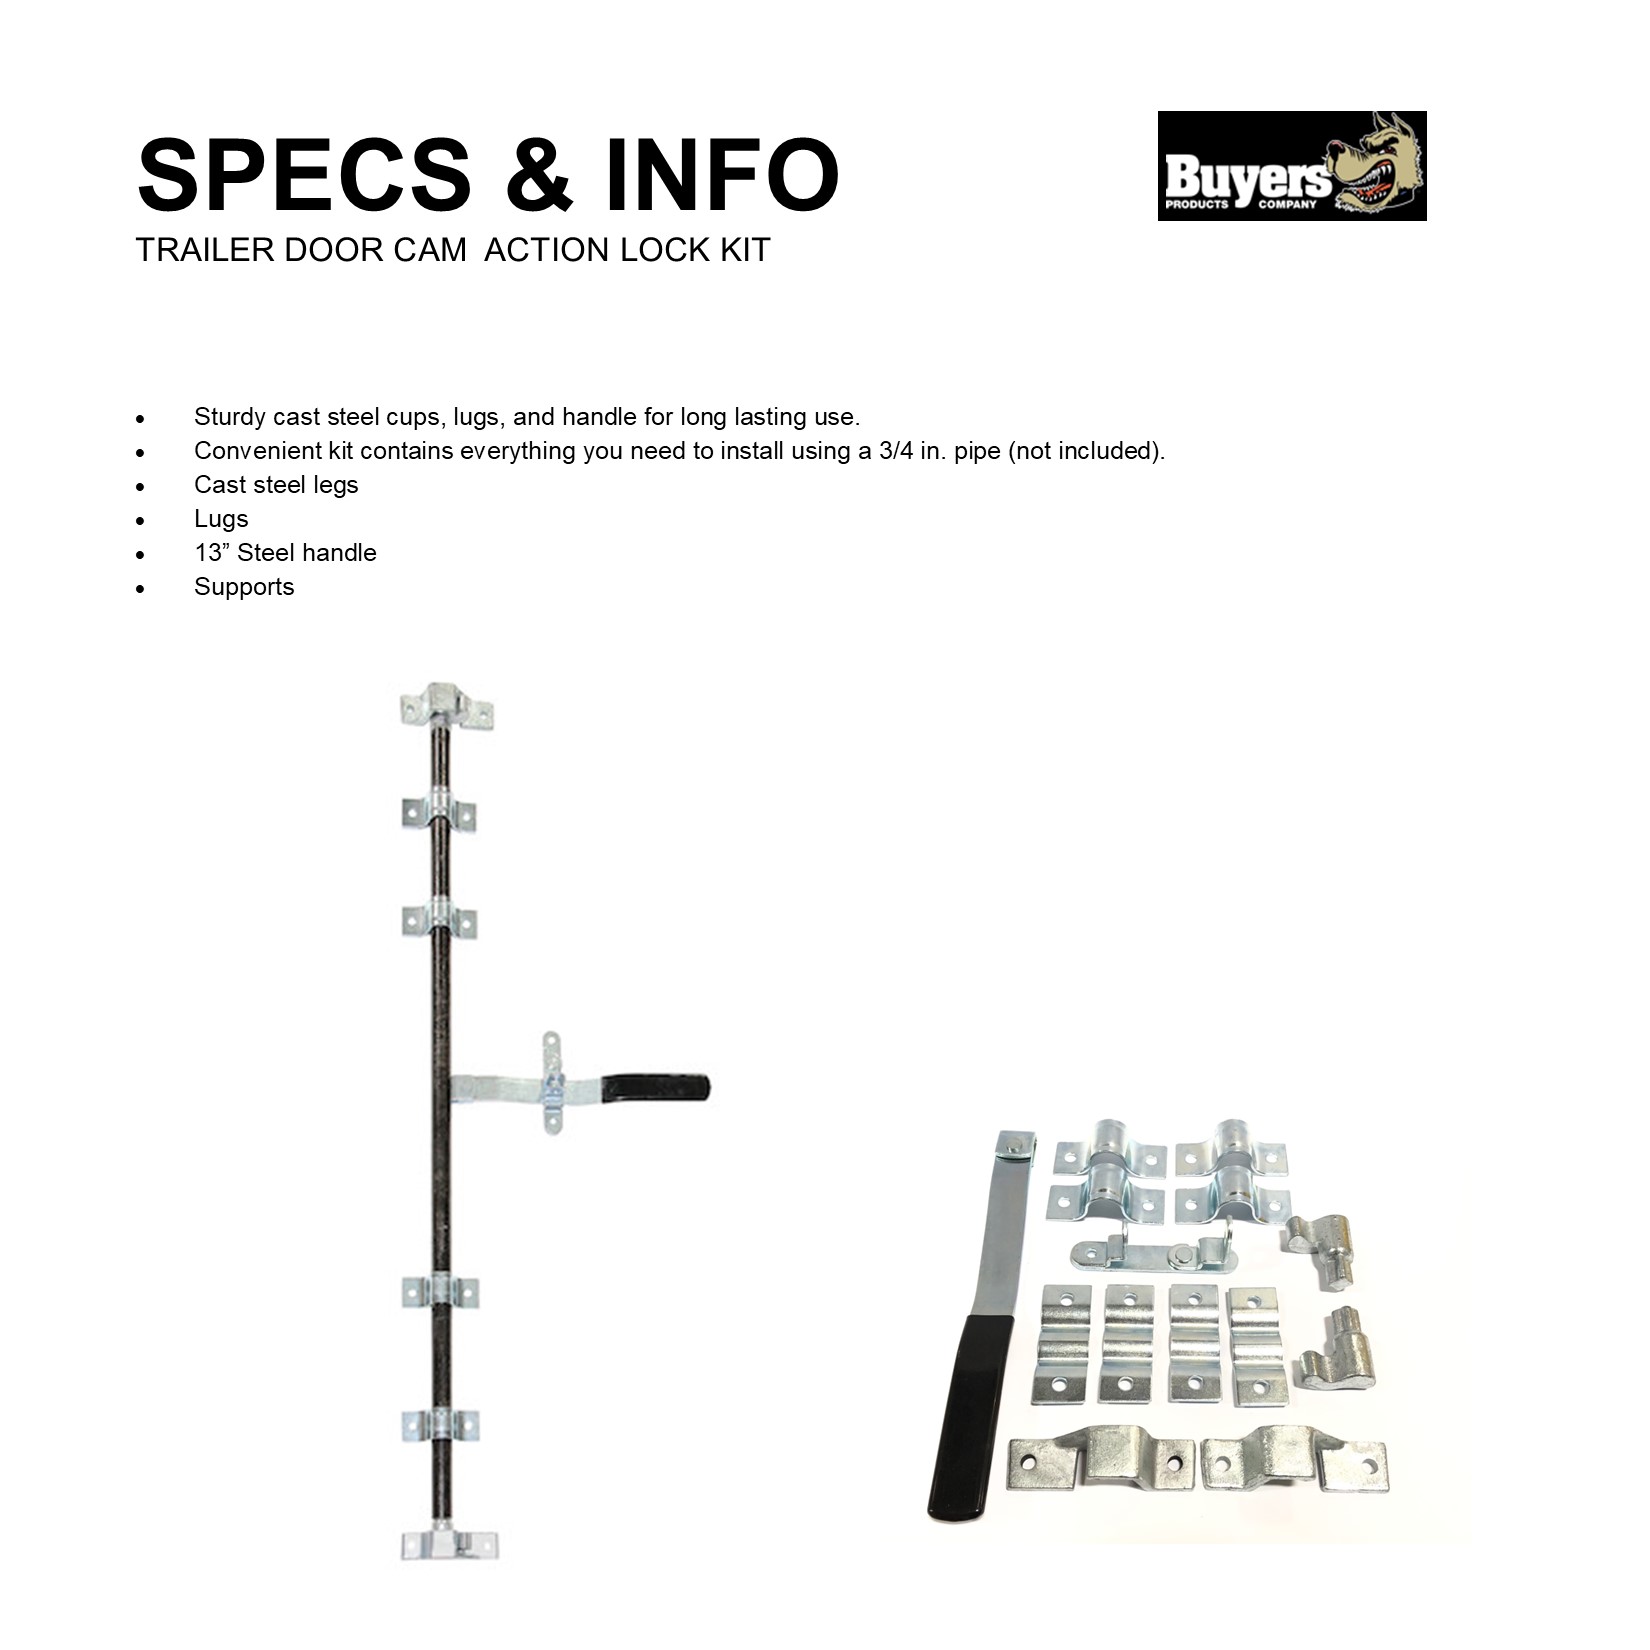 SPECS & INFO
TRAILER DOOR CAM  ACTION LOCK KIT
Buyers
PRODUCTS COMPANY
• Sturdy cast steel cups, lugs, and handle for long lasting use.
• Convenient kit contains everything you need to install using a 3/4 in. pipe (not included).
• Cast steel legs
• Lugs
• 13” Steel handle
• Supports